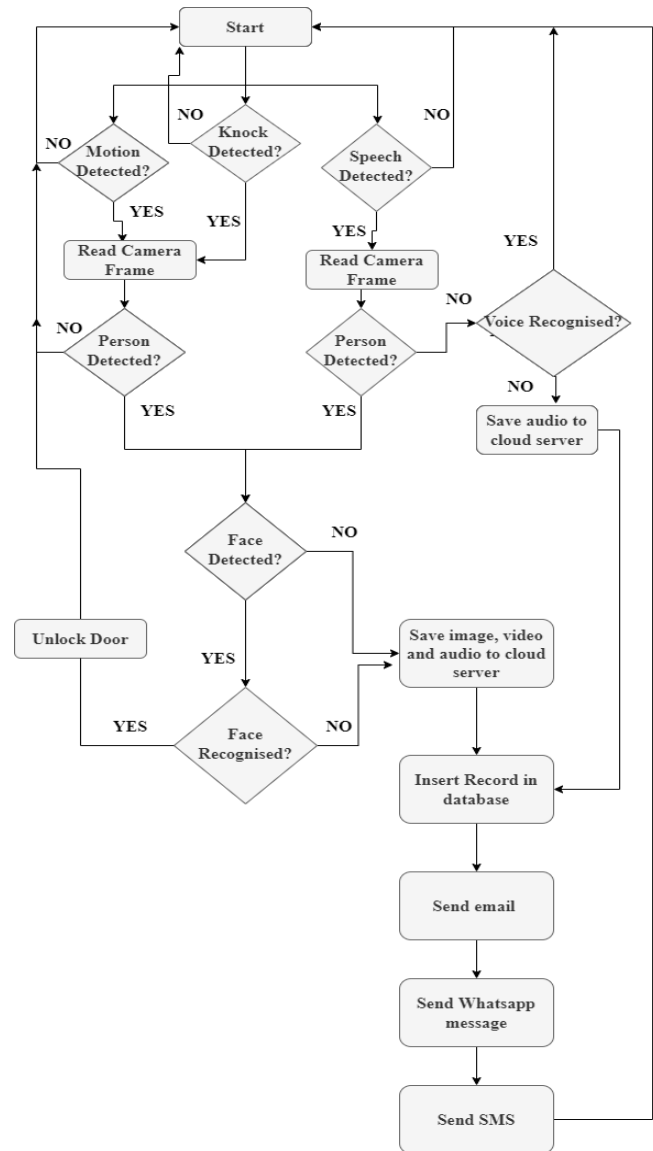 Start
NO
Knock
Detected?
NO
Motion
Detected?
Speech
Detected?
NO
YES
YES
YES
Read Camera
Frame
Read Camera
Frame
YES
NO
Person
Detected?
Person
Detected?
NO
Voice Recognised?
YES
YES
NO
Save audio to
cloud server
Face
Detected?
NO
Unlock Door
YES
Save image, video
and audio to cloud
server
YES
Face
Recognised?
NO
Insert Record in
database
Send email
Send Whatsapp
message
Send SMS